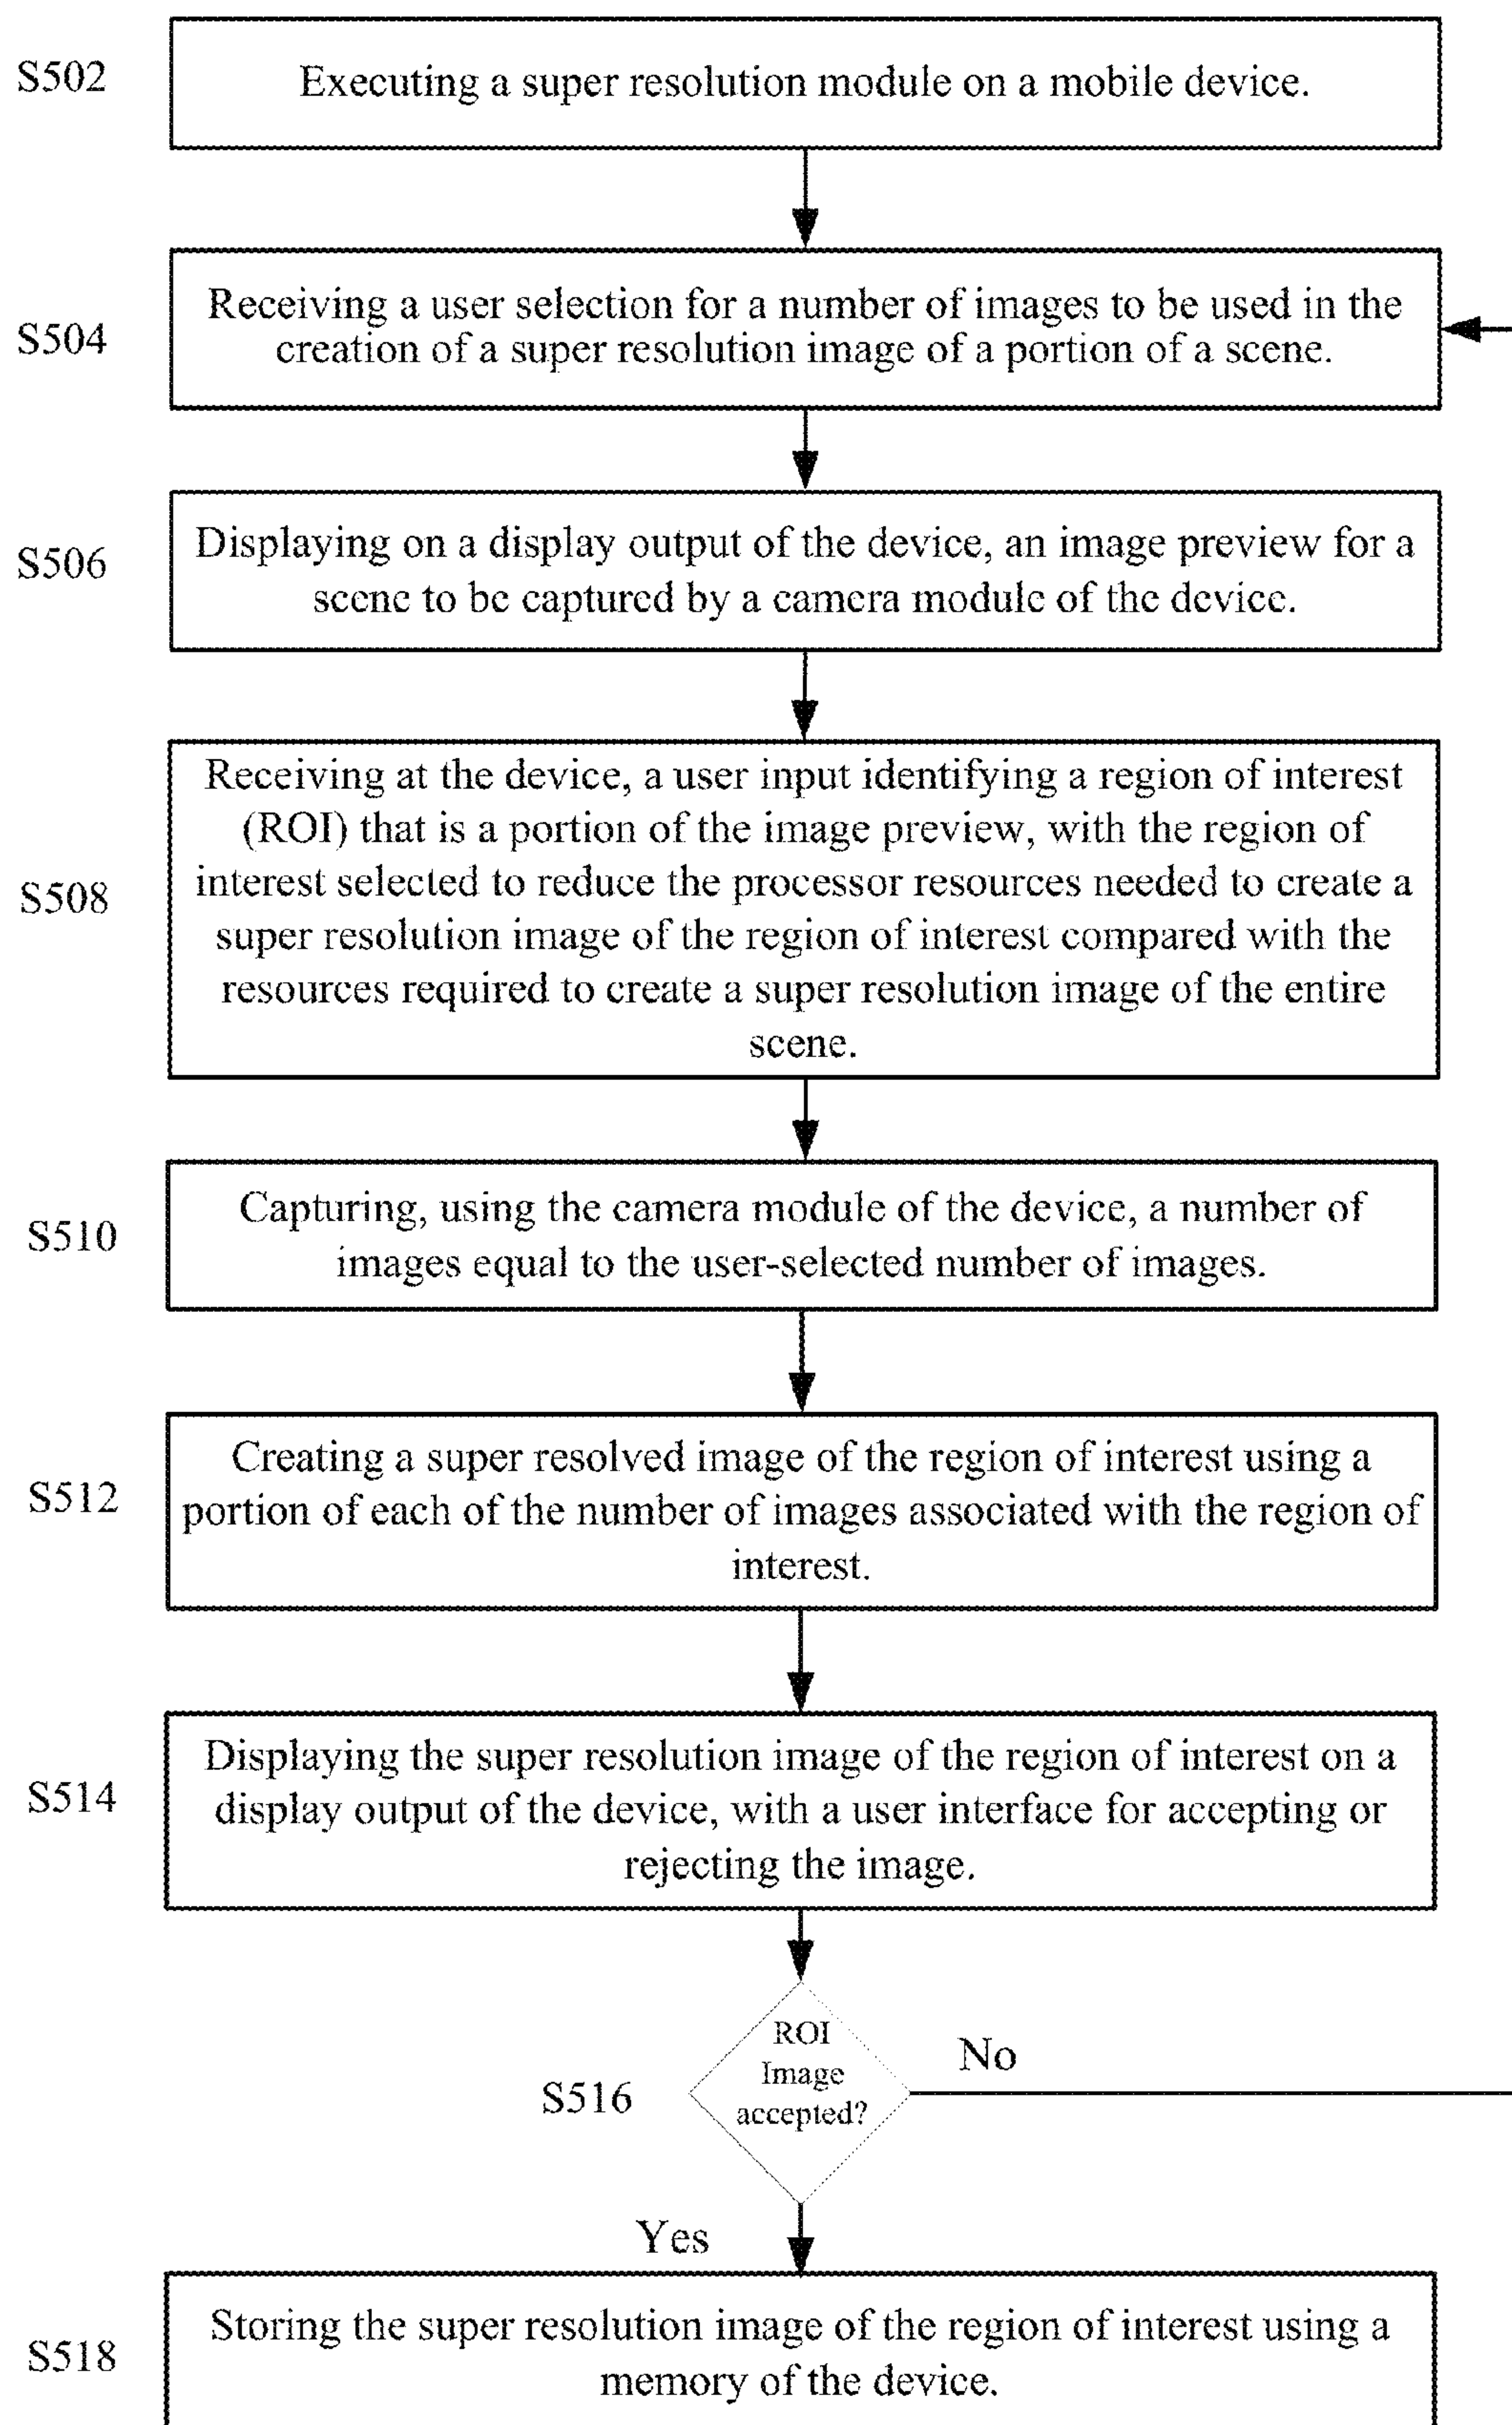 S502
Executing a super resolution module on a mobile device.
S504
Receiving a user selection for a number of images to be used in the
creation of a super resolution image of a portion of a scene.
S506
Displaying on a display output of the device, an image preview for a
scene to be captured by a camera module of the device.
S508
Receiving at the device, a user input identifying a region of interest
(ROI) that is a portion of the image preview, with the region of
interest selected to reduce the processor resources needed to create a
super resolution image of the region of interest compared with the
resources required to create a super resolution image of the entire
scene.
S510
Capturing, using the camera module of the device, a number of
images equal to the user-selected number of images.
S512
Creating a super resolved image of the region of interest using a
portion of each of the number of images associated with the region of
interest.
S514
Displaying the super resolution image of the region of interest on a
display output of the device, with a user interface for accepting or
rejecting the image.
S516
ROI
Image
accepted?
No
Yes
S518
Storing the super resolution image of the region of interest using a
memory of the device.